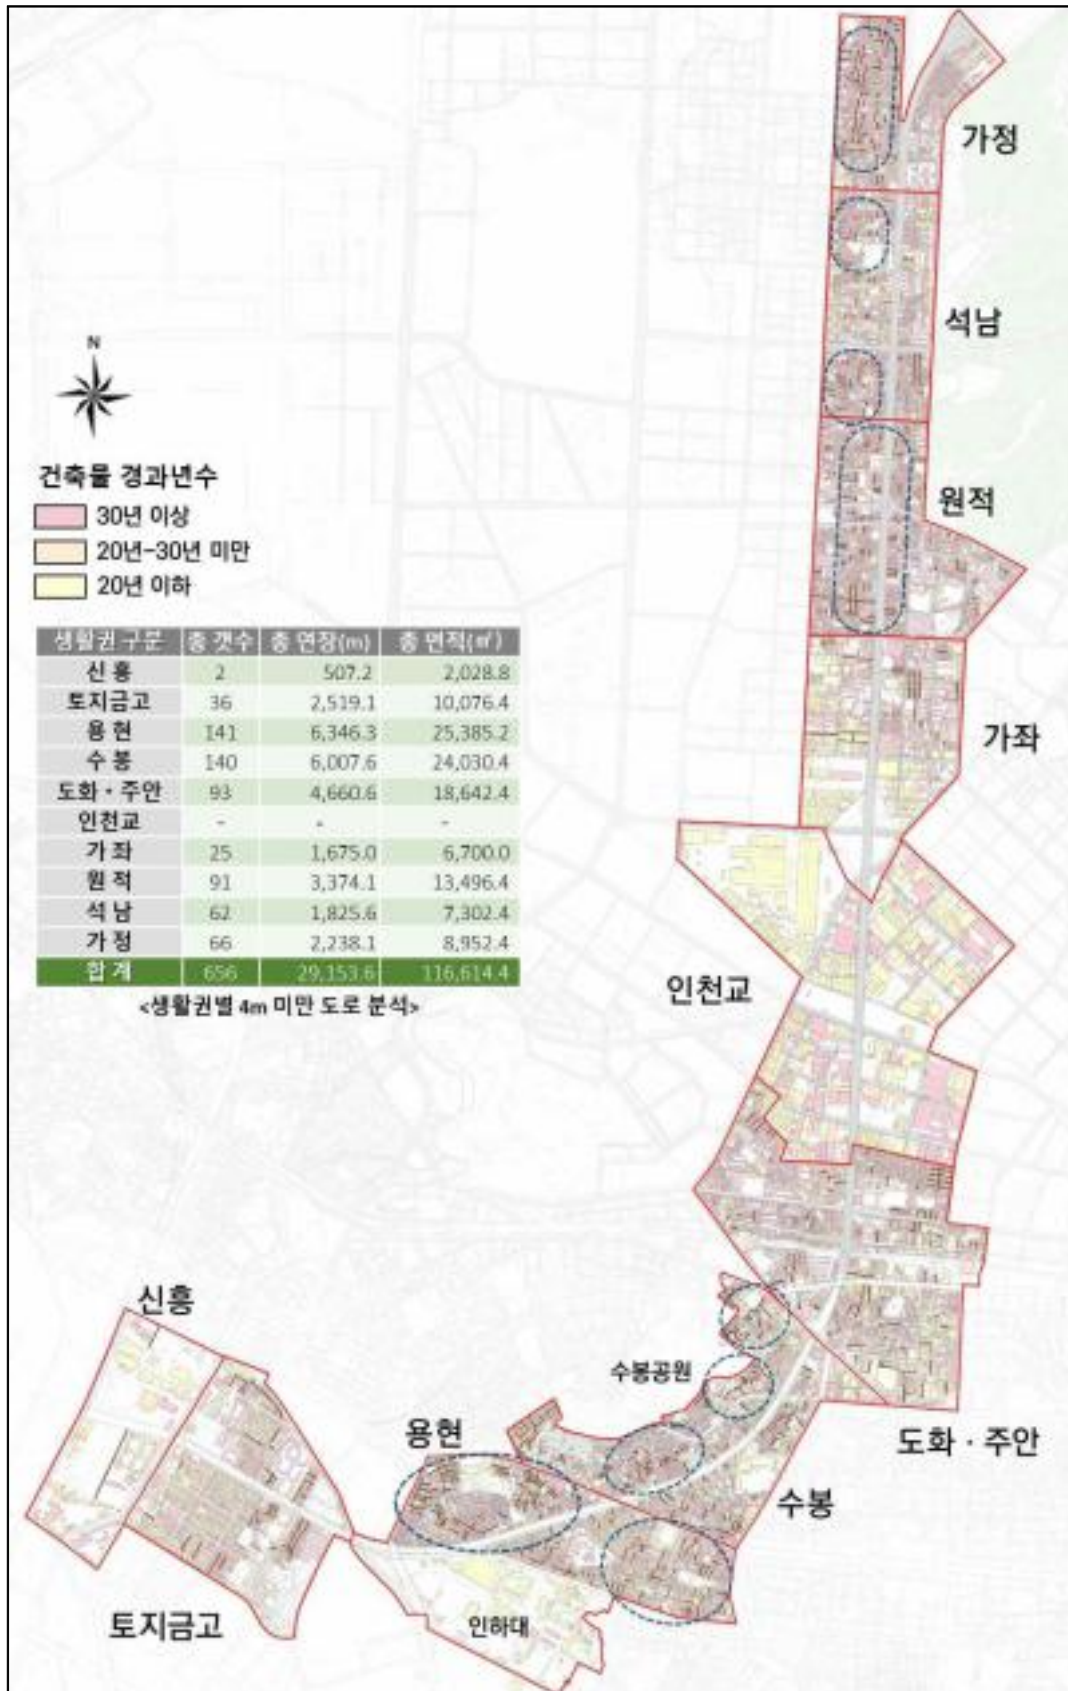 가정
석남
N
원적
건축물 경과년수
30년 이상
20년-30년 미만
20년 이하
생활권 구분 총 갯수 총 연장(m) 총 면적(㎡)
신 흥 2 507.2 2,028.8
토지금고 36 2,519.1 10,076.4
용 현 141 6,346.3 25,385.2
수 봉 140 6,007.6 24,030.4
도화・주안 93 4,660.6 18,642.4
인천교 - - -
가 좌 25 1,675.0 6,700.0
원 적 91 3,374.1 13,496.4
석 남 62 1,825.6 7,302.4
가 정 66 2,238.1 8,952.4
합 계 656 29,153.6 116,614.4
<생활권별 4m 미만 도로 분석>
가좌
인천교
신흥
수봉공원
용현
도화・주안
수봉
토지금고
인하대